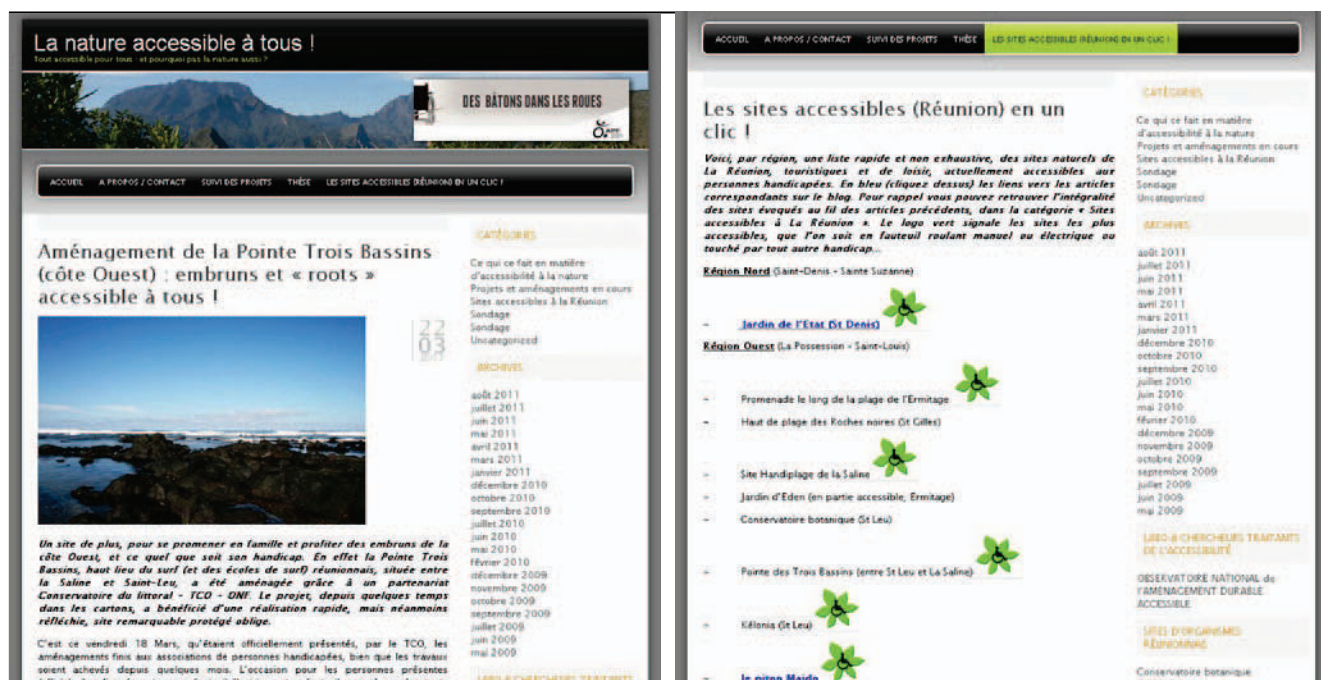 La nature accessible à tous !
Tout accessible pour tous : et pourquoi pas la nature aussi ?
DES BÂTONS DANS LES ROUES
ACCUEIL A PROPOS / CONTACT SUIVI DES PROJETS THÈSE LES SITES ACCESSIBLES (RÉUNION) EN UN CLIC !
Aménagement de la Pointe Trois Bassins
(côte Ouest) : embruns et « roots »
accessible à tous !
22
03
Un site de plus, pour se promener en famille et profiter des embruns de la
côte Ouest, et ce quel que soit son handicap. En effet la Pointe Trois
Bassins, haut lieu du surf (et des écoles de surf) réunionnais, située entre
la Saline et Saint-Leu, a été aménagée grâce à un partenariat
Conservatoire du littoral - TCO - ONF. Le projet, depuis quelques temps
dans les cartons, a bénéficié d'une réalisation rapide, mais néanmoins
réfléchie, site remarquable protégé oblige.
C'est ce vendredi 18 Mars, qu'étaient officiellement présentés, par le TCO, les
aménagements finis aux associations de personnes handicapées, bien que les travaux
soient achevés depuis quelques mois. L'occasion pour les personnes présentes
CATÉGORIES
Ce qui ce fait en matière
d'accessibilité à la nature
Projets et aménagements en cours
Sites accessibles à la Réunion
Sondage
Sondage
Uncategorized
ARCHIVES
août 2011
juillet 2011
juin 2011
mai 2011
avril 2011
mars 2011
janvier 2011
décembre 2010
octobre 2010
septembre 2010
juillet 2010
juin 2010
mai 2010
février 2010
décembre 2009
novembre 2009
octobre 2009
septembre 2009
juillet 2009
juin 2009
mai 2009
LABO & CHERCHEURS TRAITANTS
ACCUEIL A PROPOS / CONTACT SUIVI DES PROJETS THÈSE LES SITES ACCESSIBLES (RÉUNION) EN UN CLIC !
Les sites accessibles (Réunion) en un
clic !
Voici, par région, une liste rapide et non exhaustive, des sites naturels de
La Réunion, touristiques et de loisir, actuellement accessibles aux
personnes handicapées. En bleu (cliquez dessus) les liens vers les articles
correspondants sur le blog. Pour rappel vous pouvez retrouver l'intégralité
des sites évoqués au fil des articles précédents, dans la catégorie « Sites
accessibles à La Réunion ». Le logo vert signale les sites les plus
accessibles, que l'on soit en fauteuil roulant manuel ou électrique ou
touché par tout autre handicap...
Région Nord (Saint-Denis - Sainte Suzanne)
- Jardin de l'Etat (St Denis)
Région Ouest (La Possession - Saint-Louis)
- Promenade le long de la plage de l'Ermitage
- Haut de plage des Roches noires (St Gilles)
- Site Handiplage de la Saline
- Jardin d'Eden (en partie accessible, Ermitage)
- Conservatoire botanique (St Leu)
- Pointe des Trois Bassins (entre St Leu et La Saline)
- Kélonia (St Leu)
- le piton Maïdo
CATÉGORIES
Ce qui ce fait en matière
d'accessibilité à la nature
Projets et aménagements en cours
Sites accessibles à la Réunion
Sondage
Sondage
Uncategorized
ARCHIVES
août 2011
juillet 2011
juin 2011
mai 2011
avril 2011
mars 2011
janvier 2011
décembre 2010
octobre 2010
septembre 2010
juillet 2010
juin 2010
mai 2010
février 2010
décembre 2009
novembre 2009
octobre 2009
septembre 2009
juillet 2009
juin 2009
mai 2009
LABO & CHERCHEURS TRAITANTS
DE L'ACCESSIBILITÉ
OBSERVATOIRE NATIONAL de
l'AMENAGEMENT DURABLE
ACCESSIBLE
SITES D'ORGANISMES
RÉUNIONNAIS
Conservatoire botanique